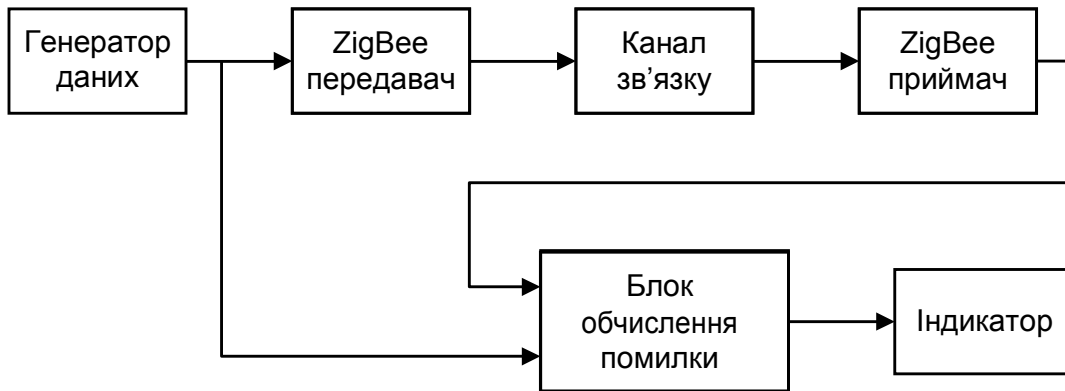 Генератор
даних
ZigBee
передавач
Канал
зв’язку
ZigBee
приймач
Блок
обчислення
помилки
Індикатор